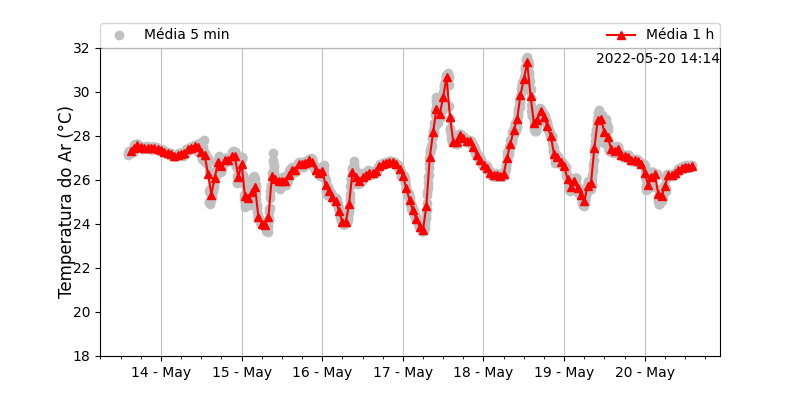 Média 5 min
Média 1 h
2022-05-20 14:14
Temperatura do Ar (°C)
32
30
28
26
24
22
20
18
14 - May
15 - May
16 - May
17 - May
18 - May
19 - May
20 - May